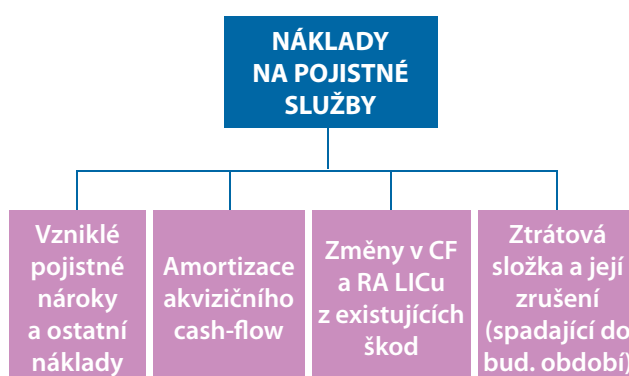 NÁKLADY
NA POJISTNÉ
SLUŽBY
Vzniklé
pojistné
nároky
a ostatní
náklady
Amortizace
akvizičního
cash-flow
Změny v CF
a RA LICu
z existujících
škod
Ztrátová
složka a její
zrušení
(spadající do
bud. období)